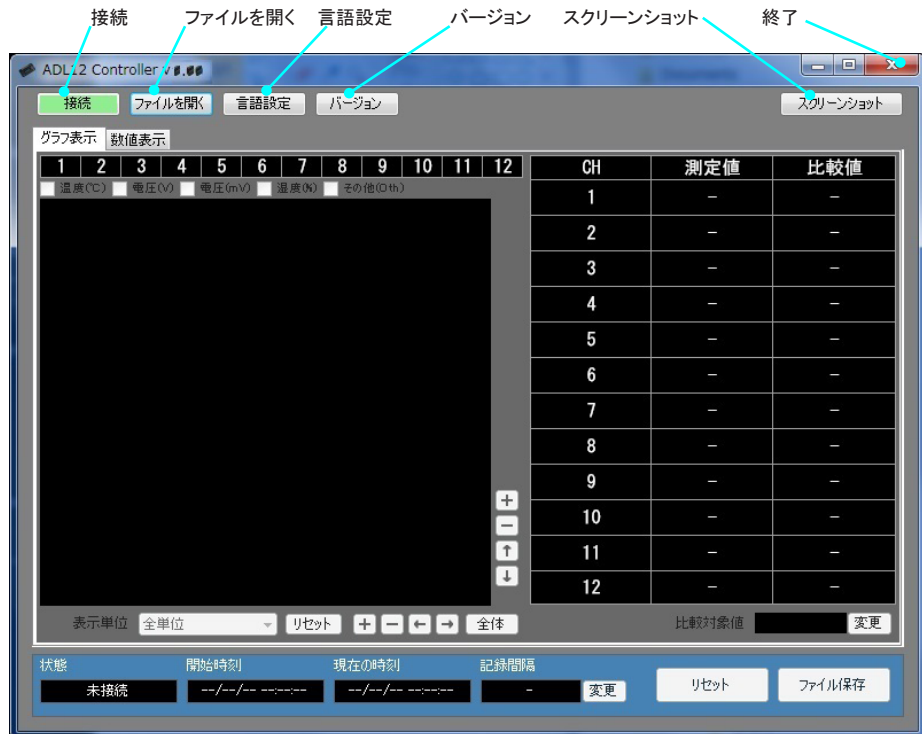 接続 ファイルを開く 言語設定 バージョン スクリーンショット 終了
ADL12 Controller
接続 ファイルを開く 言語設定 バージョン スクリーンショット
グラフ表示 数値表示
1 2 3 4 5 6 7 8 9 10 11 12
温度(℃) 電圧(V) 電圧(mV) 湿度(%) その他(Oth)
CH 測定値 比較値
1 − −
2 − −
3 − −
4 − −
5 − −
6 − −
7 − −
8 − −
9 − −
10 − −
11 − −
12 − −
+
−
↑
↓
表示単位 全単位 リセット + − ← → 全体
比較対象値 変更
状態 開始時刻 現在の時刻 記録間隔
未接続 --/--/-- --:--:-- --/--/-- --:--:-- - 変更 リセット ファイル保存